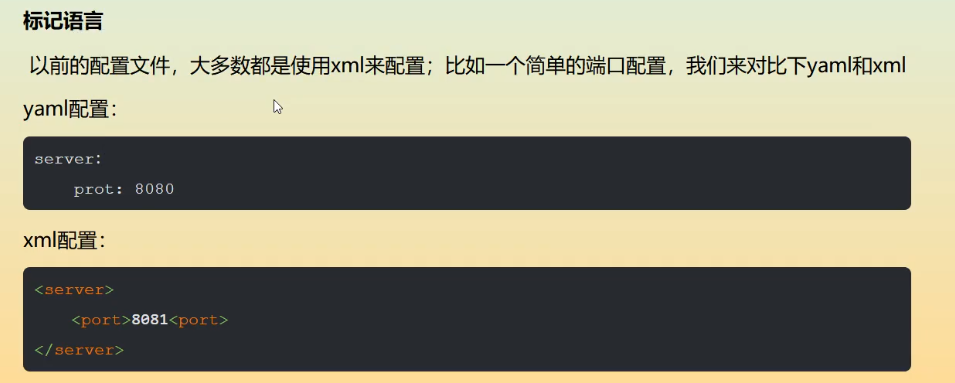 标记语言
以前的配置文件，大多数都是使用xml来配置；比如一个简单的端口配置，我们来对比下yaml和xml
yaml配置：
server：
    prot: 8080
xml配置：
<server>
    <port>8081<port>
</server>